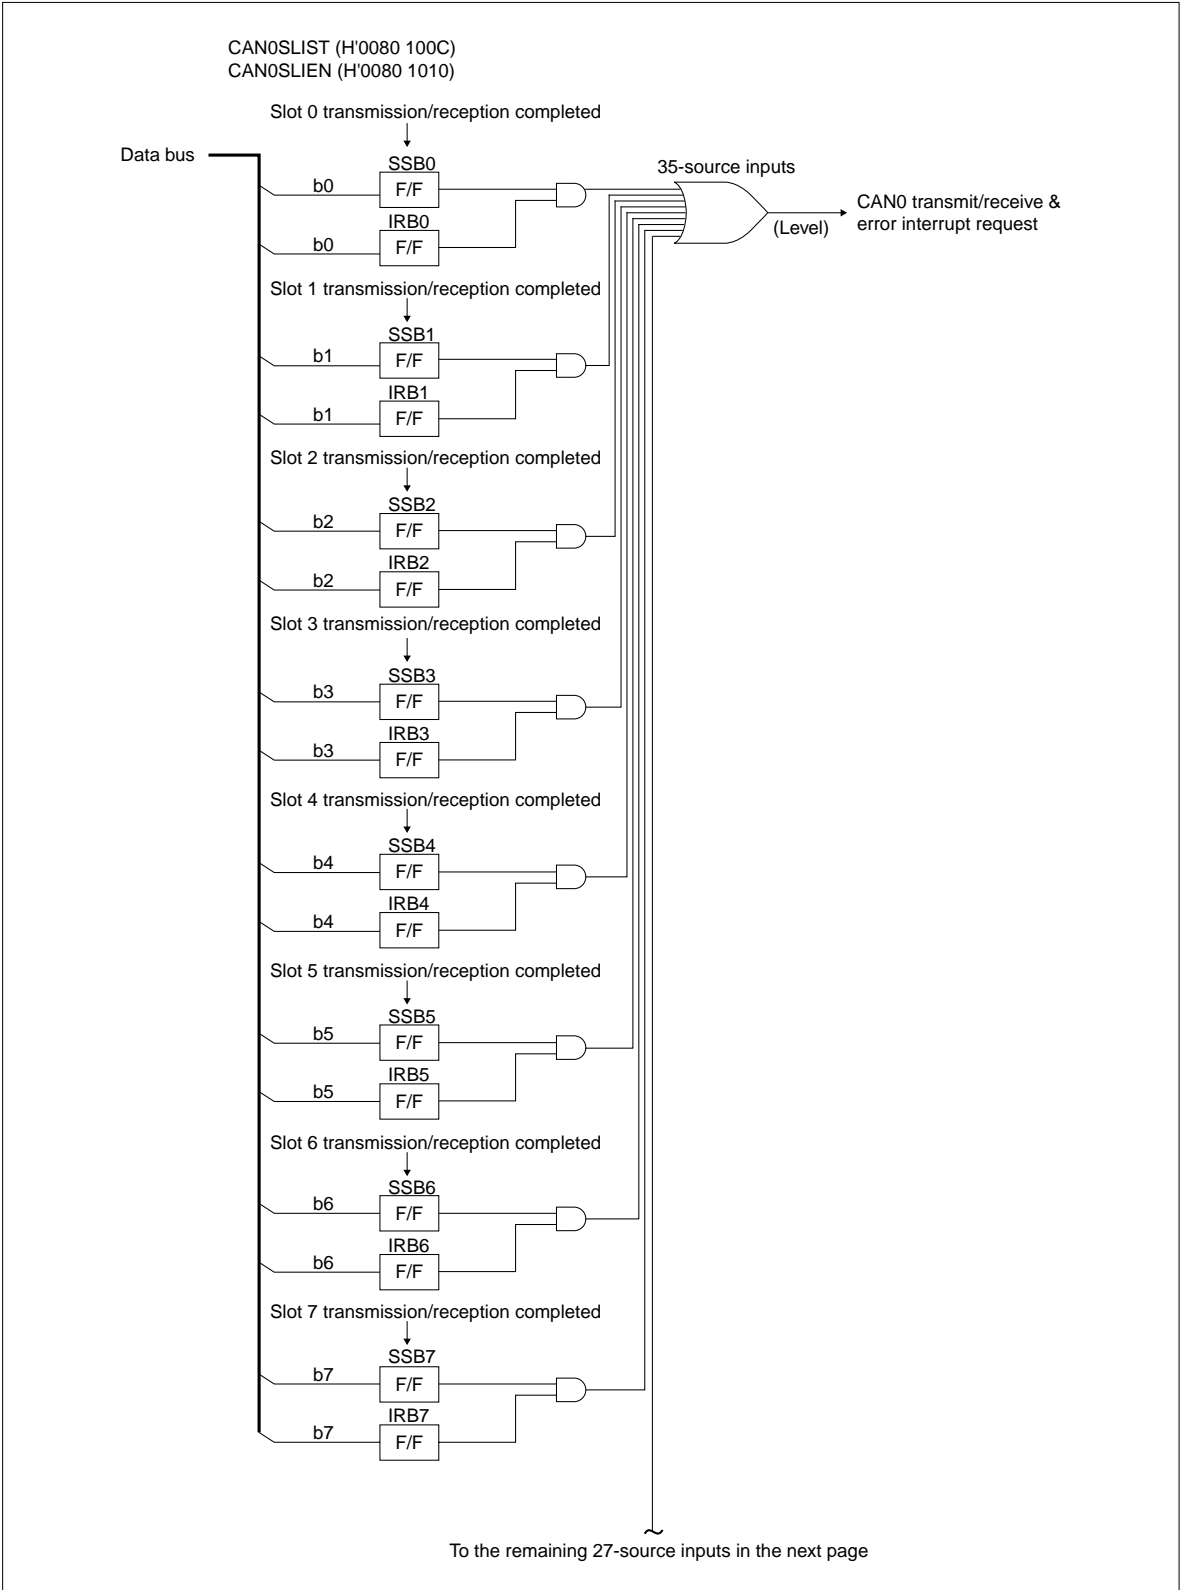 CAN0SLIST (H'0080 100C)
CAN0SLIEN (H'0080 1010)
Slot 0 transmission/reception completed
Data bus
SSB0
35-source inputs
b0
F/F
CAN0 transmit/receive &
error interrupt request
(Level)
IRB0
b0
F/F
Slot 1 transmission/reception completed
SSB1
b1
F/F
IRB1
b1
F/F
Slot 2 transmission/reception completed
SSB2
b2
F/F
IRB2
b2
F/F
Slot 3 transmission/reception completed
SSB3
b3
F/F
IRB3
b3
F/F
Slot 4 transmission/reception completed
SSB4
b4
F/F
IRB4
b4
F/F
Slot 5 transmission/reception completed
SSB5
b5
F/F
IRB5
b5
F/F
Slot 6 transmission/reception completed
SSB6
b6
F/F
IRB6
b6
F/F
Slot 7 transmission/reception completed
SSB7
b7
F/F
IRB7
b7
F/F
To the remaining 27-source inputs in the next page